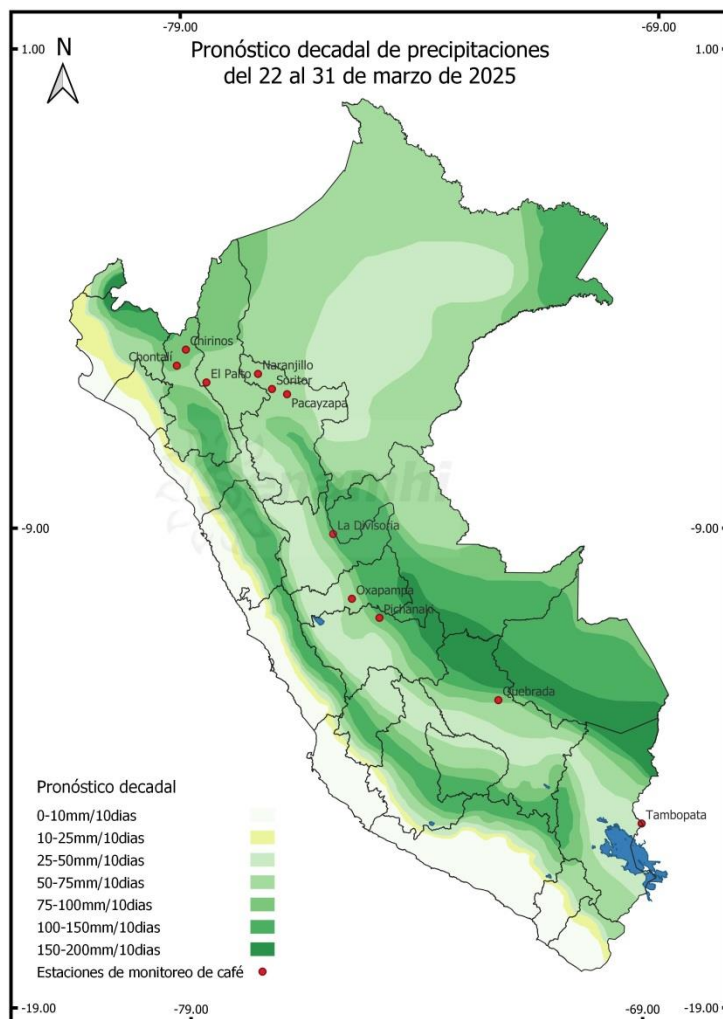 -79.00
-69.00
1.00
1.00
N
Pronóstico decadal de precipitaciones
del 22 al 31 de marzo de 2025
Chirinos
Chontalí
El Palto
Naranjillo
Soritor
Pacayzapa
senamhi
-9.00
-9.00
La Divisoria
Oxapampa
Pichanaki
Quebrada
Tambopata
Pronóstico decadal
0-10mm/10dias
10-25mm/10dias
25-50mm/10dias
50-75mm/10dias
75-100mm/10dias
100-150mm/10dias
150-200mm/10dias
Estaciones de monitoreo de café
-19.00
-19.00
-79.00
-69.00